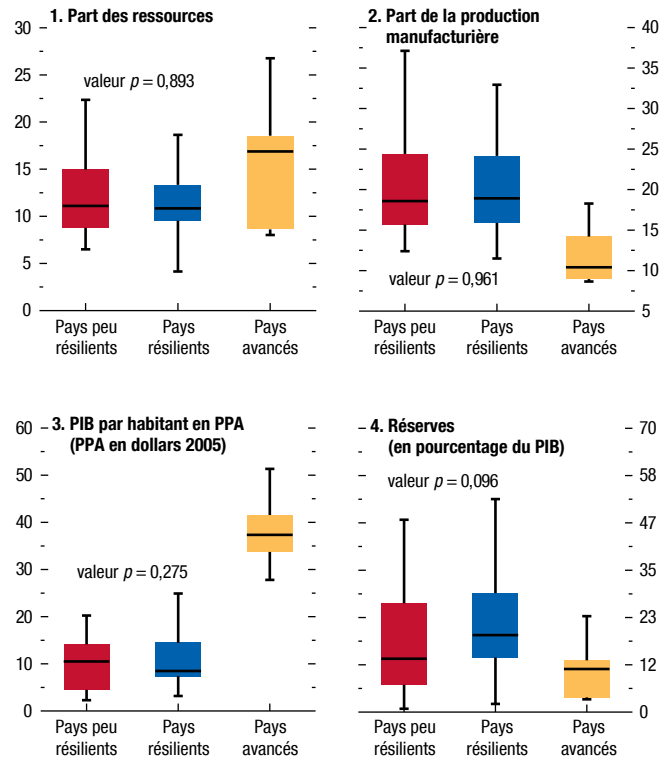 1. Part des ressources
valeur p = 0,893
30
25
20
15
10
5
0
Pays peu résilients
Pays résilients
Pays avancés
2. Part de la production
manufacturière
valeur p = 0,961
40
35
30
25
20
15
10
5
Pays peu résilients
Pays résilients
Pays avancés
3. PIB par habitant en PPA
(PPA en dollars 2005)
valeur p = 0,275
60
50
40
30
20
10
0
Pays peu résilients
Pays résilients
Pays avancés
4. Réserves
(en pourcentage du PIB)
valeur p = 0,096
70
58
47
35
23
12
0
Pays peu résilients
Pays résilients
Pays avancés